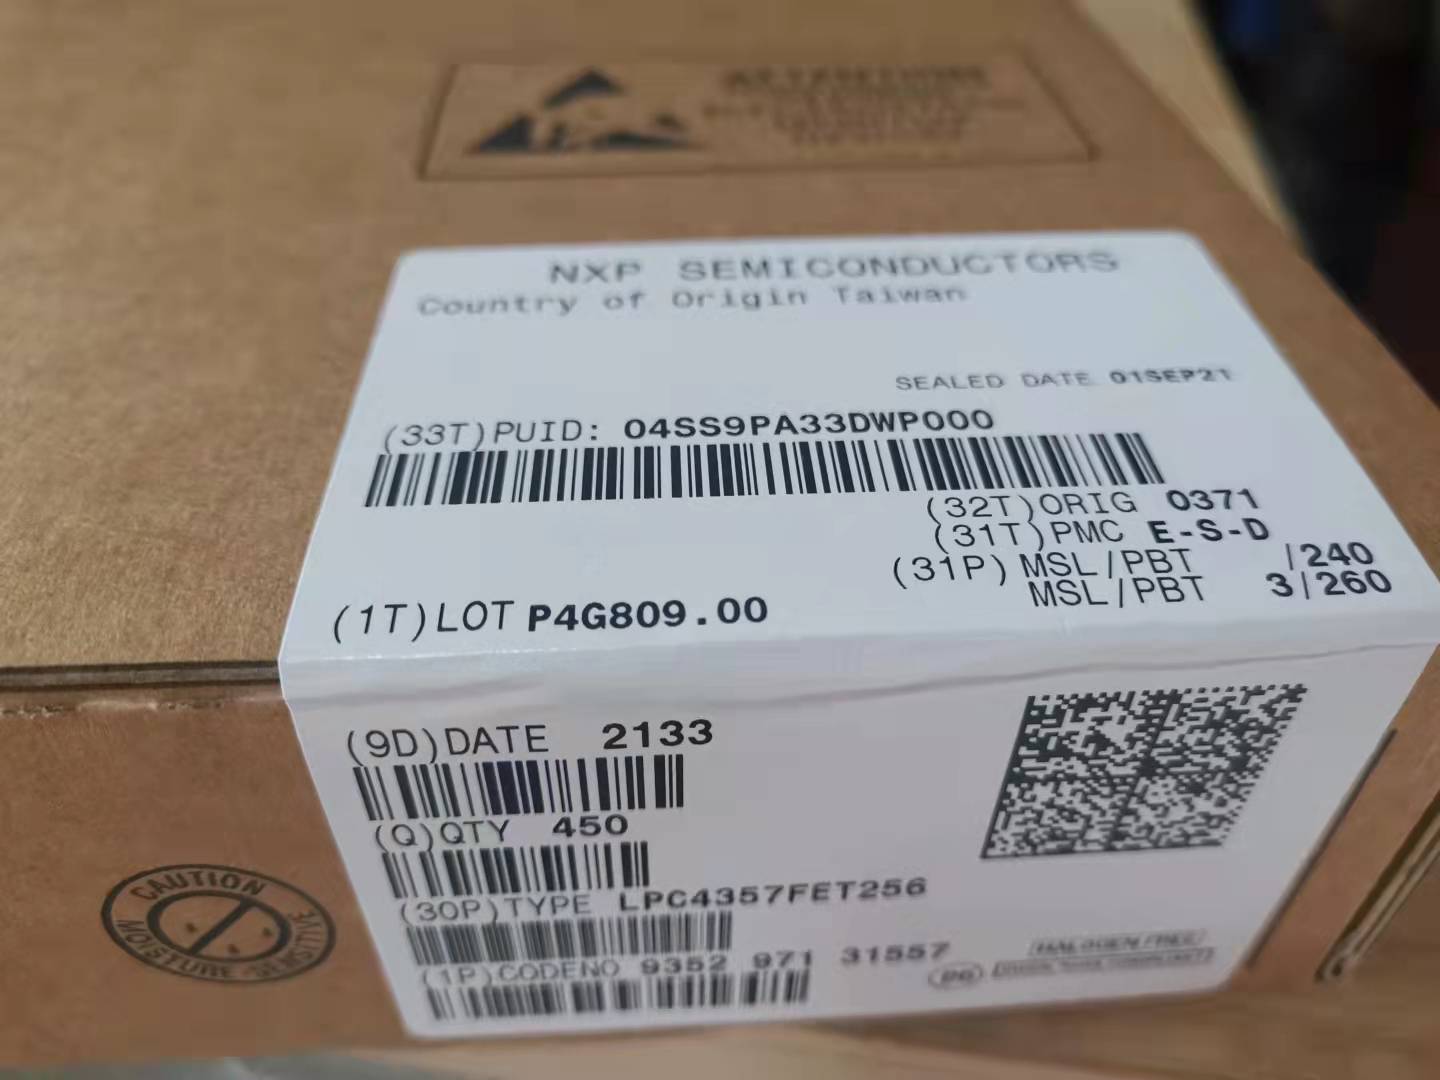 ATTENTION
NXP SEMICONDUCTORS
Country of Origin Taiwan
SEALED DATE 01SEP21
(33T)PUID: 04SS9PA33DWP000
(32T)ORIG 0371
(31T)PMC E-S-D
(31P)MSL/PBT /240
MSL/PBT 3/260
(1T)LOT P4G809.00
(9D)DATE 2133
(Q)QTY 450
(30P)TYPE LPC4357FET256
(1P)CODENO 9352 971 31557
HALOGEN FREE
CAUTION
MOISTURE SENSITIVE